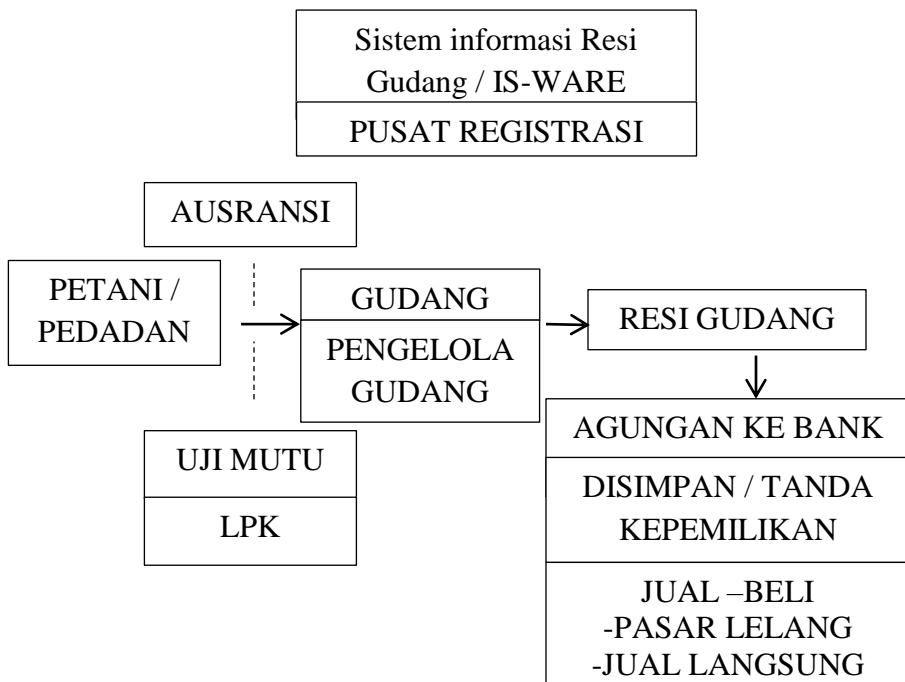 Sistem informasi Resi
Gudang / IS-WARE
PUSAT REGISTRASI
AUSRANSI
PETANI /
PEDADAN
GUDANG
PENGELOLA
GUDANG
RESI GUDANG
UJI MUTU
LPK
AGUNGAN KE BANK
DISIMPAN / TANDA
KEPEMILIKAN
JUAL –BELI
-PASAR LELANG
-JUAL LANGSUNG